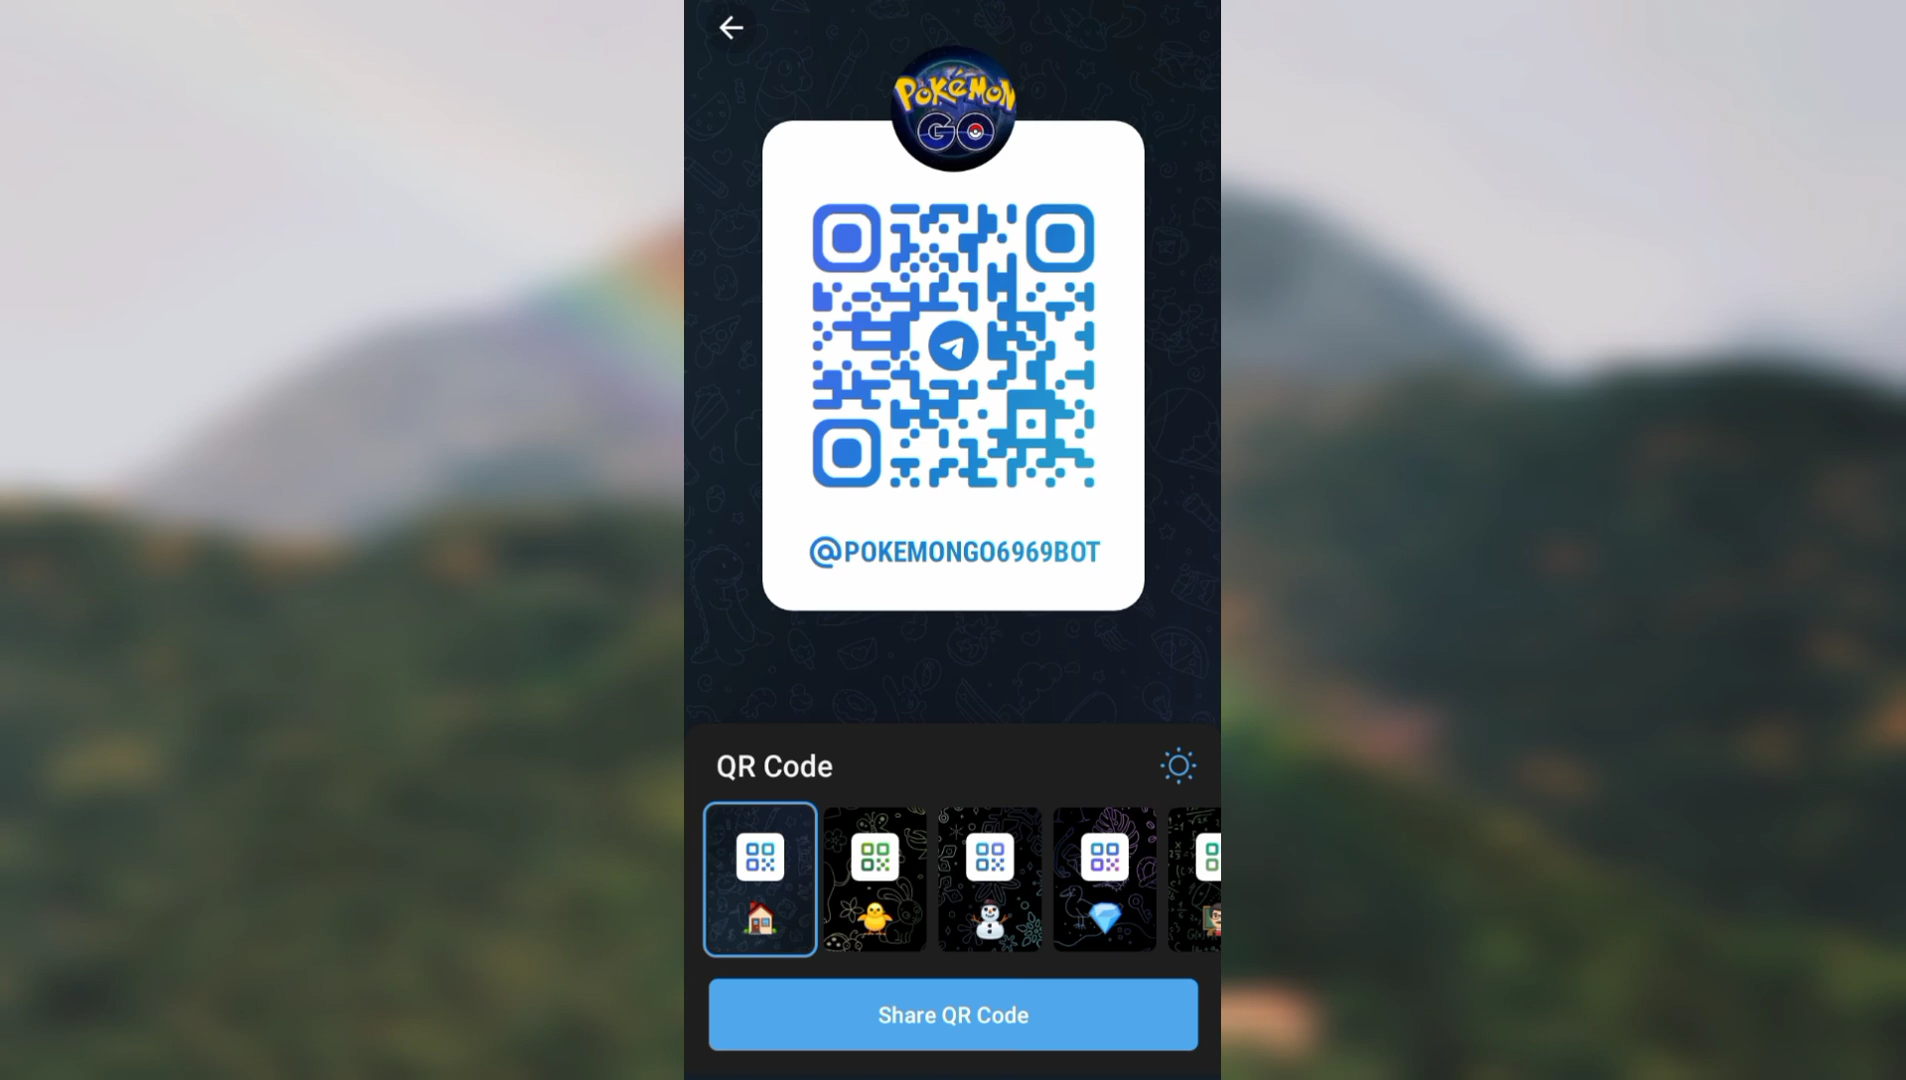 POKéMON
GO
@POKEMONGO6969BOT
QR Code
Share QR Code